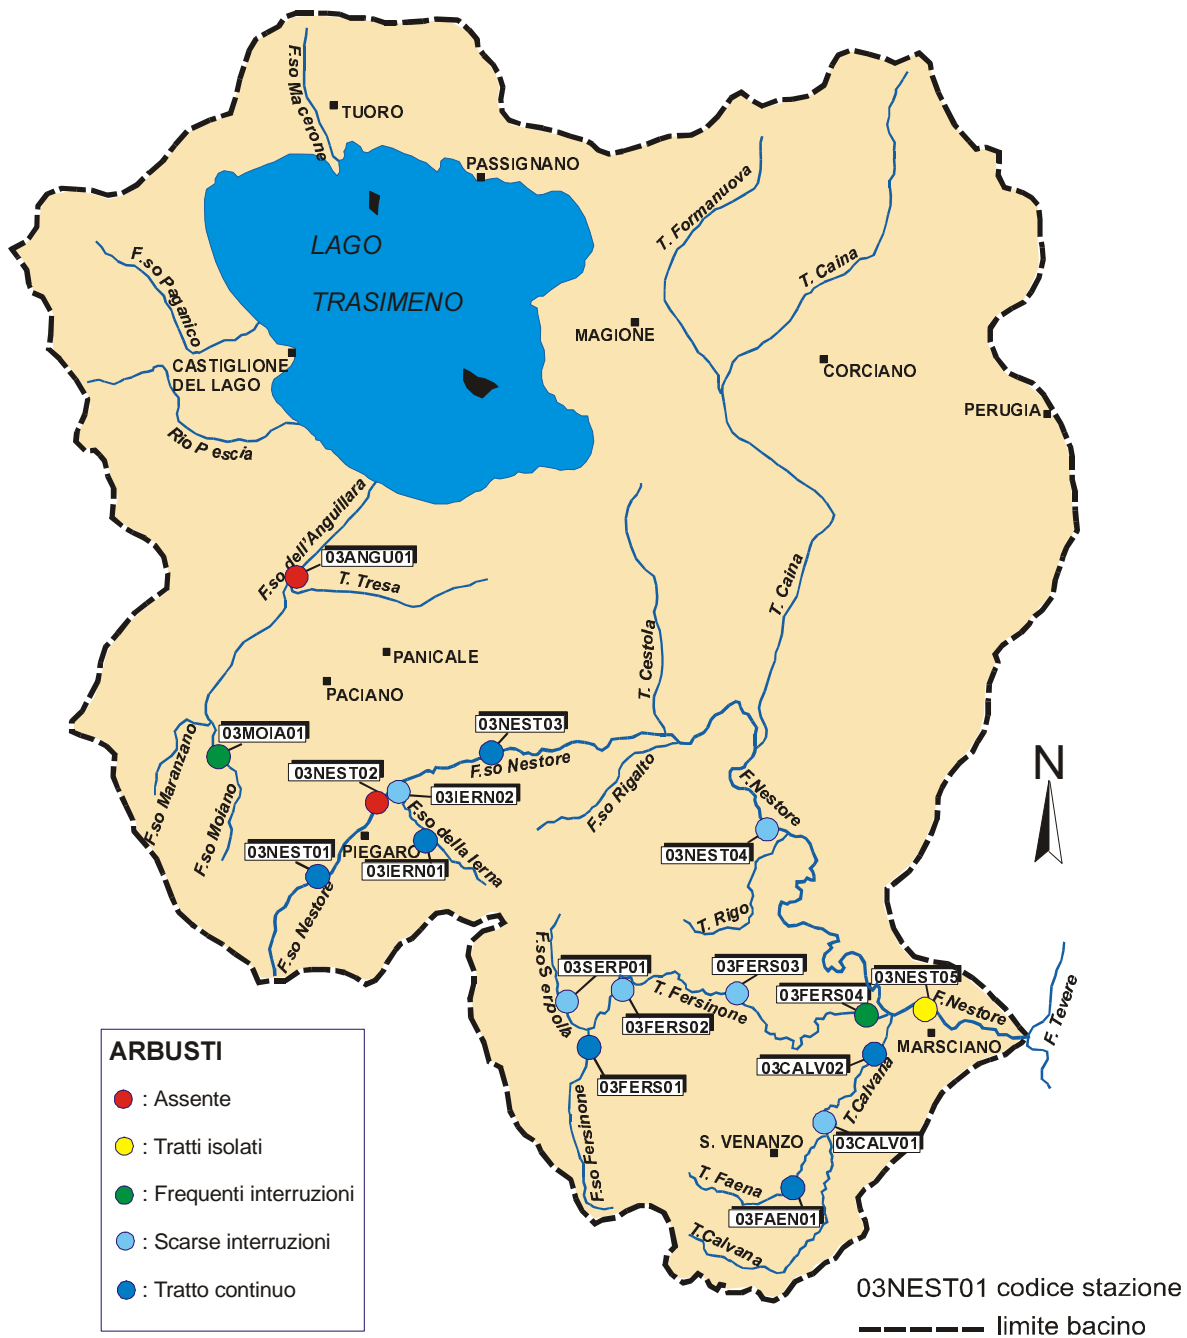 F.so Macerone
TUORO
PASSIGNANO
LAGO
TRASIMENO
T. Formanuova
T. Caina
F.so Paganico
MAGIONE
CASTIGLIONE
DEL LAGO
CORCIANO
PERUGIA
Rio Pescia
F.so dell'Anguillara
03ANGU01
T. Tresa
T. Caina
T. Cestola
PANICALE
PACIANO
03MOIA01
03NEST03
F.so Maranzano
F.so Moiano
03NEST02
F.so Nestore
03IERN02
F.so Rigalto
F.Nestore
N
F.so della Ierna
PIEGARO
03NEST01
03IERN01
03NEST04
F.so Nestore
T. Rigo
F.so Serpolla
03SERP01
03FERS03
03NEST05
T. Fersinone
03FERS04
F.Nestore
F. Tevere
03FERS02
MARSCIANO
03CALV02
03FERS01
T.Calvana
F.so Fersinone
S. VENANZO
03CALV01
T. Faena
03FAEN01
T.Calvana
ARBUSTI
: Assente
: Tratti isolati
: Frequenti interruzioni
: Scarse interruzioni
: Tratto continuo
03NEST01 codice stazione
limite bacino